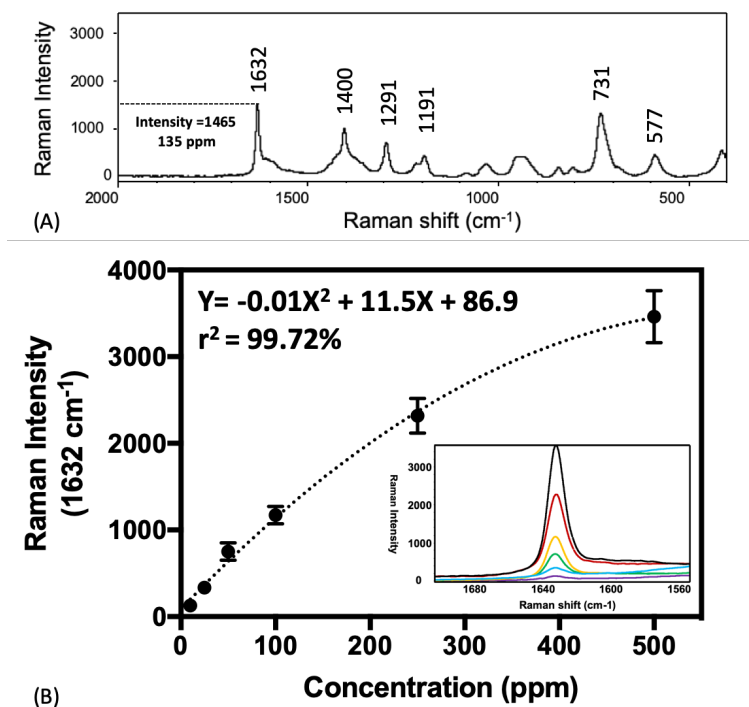 3000
2000
1000
0
Raman Intensity
1632
1400
1291
1191
731
577
Intensity =1465
135 ppm
2000
1500
1000
500
Raman shift (cm⁻¹)
(A)
4000
3000
2000
1000
0
Raman Intensity
(1632 cm⁻¹)
Y= -0.01X² + 11.5X + 86.9
r² = 99.72%
3000
2000
1000
0
Raman Intensity
1680
1640
1600
1560
Raman shift (cm-1)
0
100
200
300
400
500
Concentration (ppm)
(B)